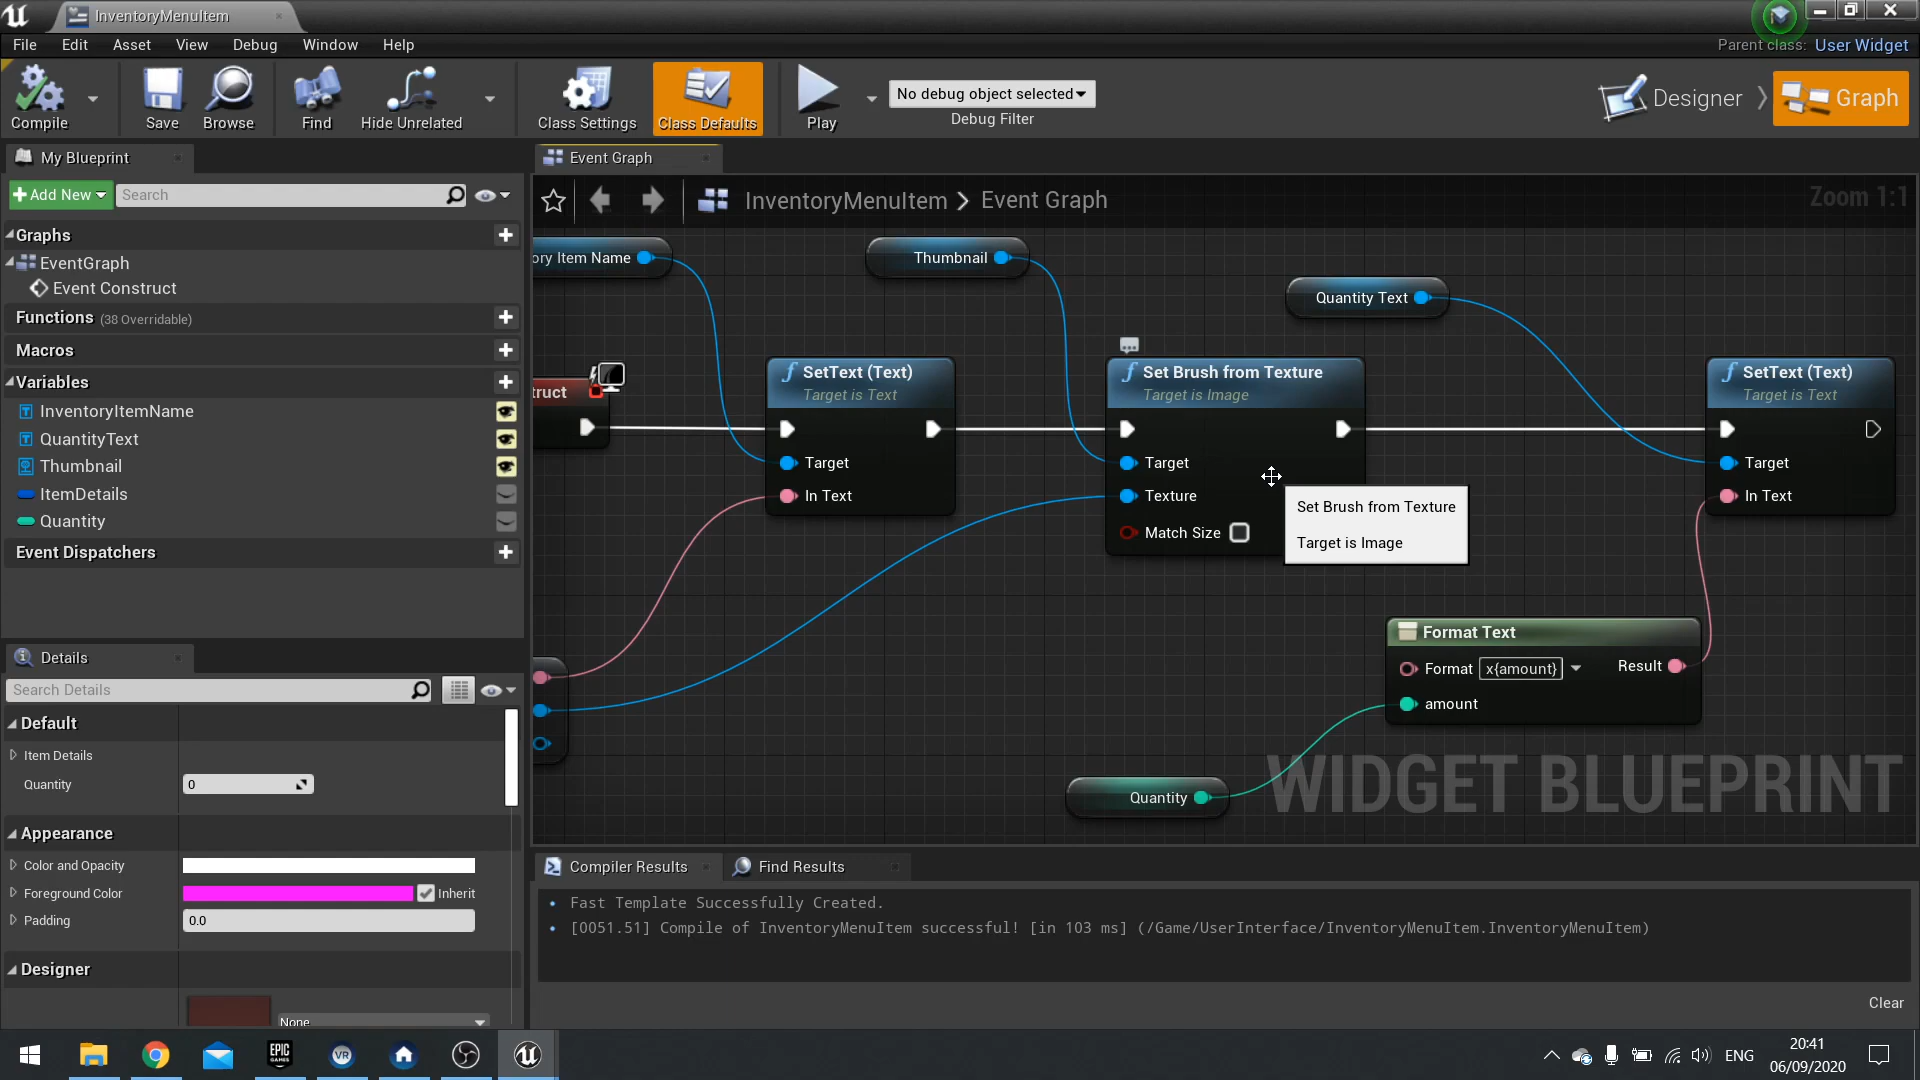 InventoryMenuItem
File Edit Asset View Debug Window Help
Parent class: User Widget
Compile Save Browse Find Hide Unrelated Class Settings Class Defaults Play
No debug object selected
Debug Filter
Designer Graph
My Blueprint
Event Graph
Add New Search
InventoryMenuItem Event Graph
Zoom 1:1
Graphs
EventGraph
Event Construct
Functions (38 Overridable)
Macros
Variables
InventoryItemName
QuantityText
Thumbnail
ItemDetails
Quantity
Event Dispatchers
ory Item Name
Thumbnail
Quantity Text
truct
SetText (Text)
Target is Text
Target
In Text
Set Brush from Texture
Target is Image
Target
Texture
Match Size
Set Brush from Texture
Target is Image
SetText (Text)
Target is Text
Target
In Text
Format Text
Format x{amount} Result
amount
Quantity
WIDGET BLUEPRINT
Details
Search Details
Default
Item Details
Quantity 0
Appearance
Color and Opacity
Foreground Color Inherit
Padding 0.0
Designer
None
Compiler Results Find Results
Fast Template Successfully Created.
[0051.51] Compile of InventoryMenuItem successful! [in 103 ms] (/Game/UserInterface/InventoryMenuItem.InventoryMenuItem)
Clear
EPIC GAMES
VR
ENG
20:41
06/09/2020